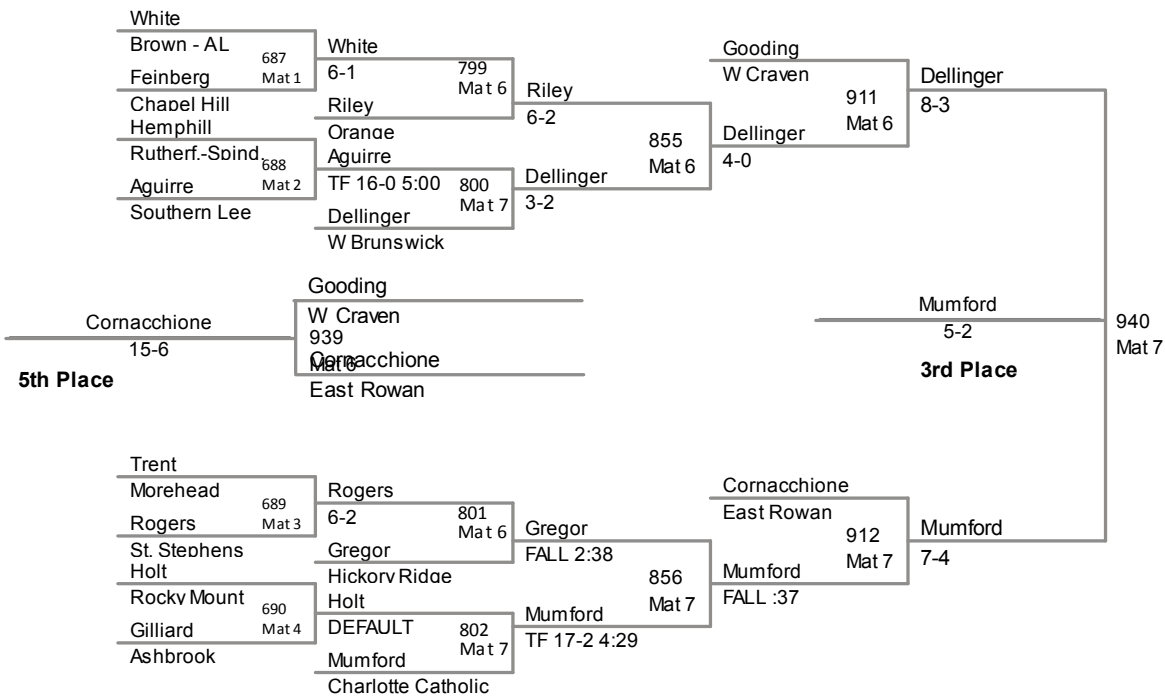 White
Brown - AL
687
Mat 1
Feinberg
Chapel Hill
Hemphill
Rutherf.-Spind.
688
Mat 2
Aguirre
Southern Lee
White
6-1
799
Mat 6
Riley
Orange
Aguirre
TF 16-0 5:00
800
Mat 7
Dellinger
W Brunswick
Riley
6-2
855
Mat 6
Dellinger
3-2
Gooding
W Craven
911
Mat 6
Dellinger
4-0
Dellinger
8-3
Gooding
W Craven
939
Mat 6
Cornacchione
East Rowan
Cornacchione
15-6
5th Place
Mumford
5-2
3rd Place
940
Mat 7
Trent
Morehead
689
Mat 3
Rogers
St. Stephens
Holt
Rocky Mount
690
Mat 4
Gilliard
Ashbrook
Rogers
6-2
801
Mat 6
Gregor
Hickory Ridge
Holt
DEFAULT
802
Mat 7
Mumford
Charlotte Catholic
Gregor
FALL 2:38
856
Mat 7
Mumford
TF 17-2 4:29
Cornacchione
East Rowan
912
Mat 7
Mumford
FALL :37
Mumford
7-4